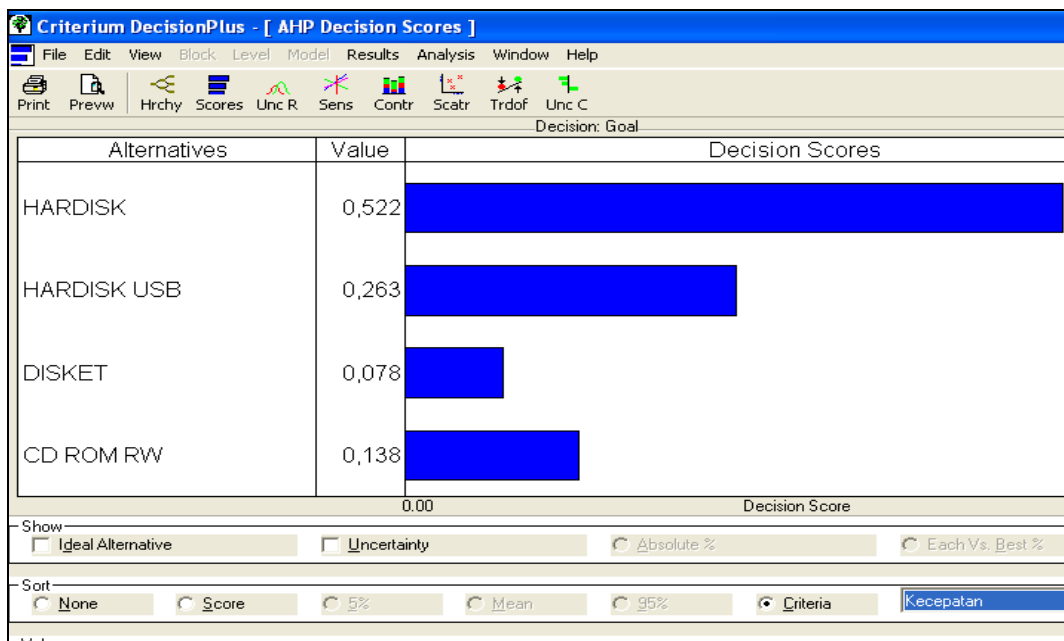 Criterium DecisionPlus - [ AHP Decision Scores ]
File Edit View Block Level Model Results Analysis Window Help
Print Prevw Hrchy Scores Unc R Sens Contr Scatr Trdof Unc C
Decision: Goal
Alternatives Value Decision Scores
HARDISK 0,522
HARDISK USB 0,263
DISKET 0,078
CD ROM RW 0,138
0.00 Decision Score
Show
Ideal Alternative Uncertainty Absolute % Each Vs. Best %
Sort
None Score 5% Mean 95% Criteria Kecepatan